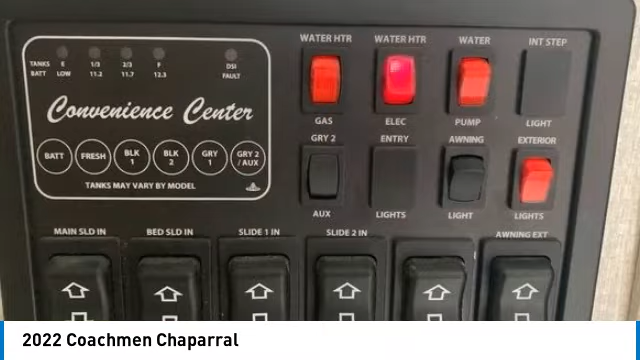 TANKS E 1/3 2/3 F DSI
BATT LOW 11.2 11.7 12.3 FAULT
Convenience Center
BATT FRESH BLK 1 BLK 2 GRY 1 GRY 2 / AUX
TANKS MAY VARY BY MODEL
WATER HTR WATER HTR WATER INT STEP
GAS ELEC PUMP LIGHT
GRY 2 ENTRY AWNING EXTERIOR
AUX LIGHTS LIGHT LIGHTS
MAIN SLD IN BED SLD IN SLIDE 1 IN SLIDE 2 IN AWNING EXT
2022 Coachmen Chaparral